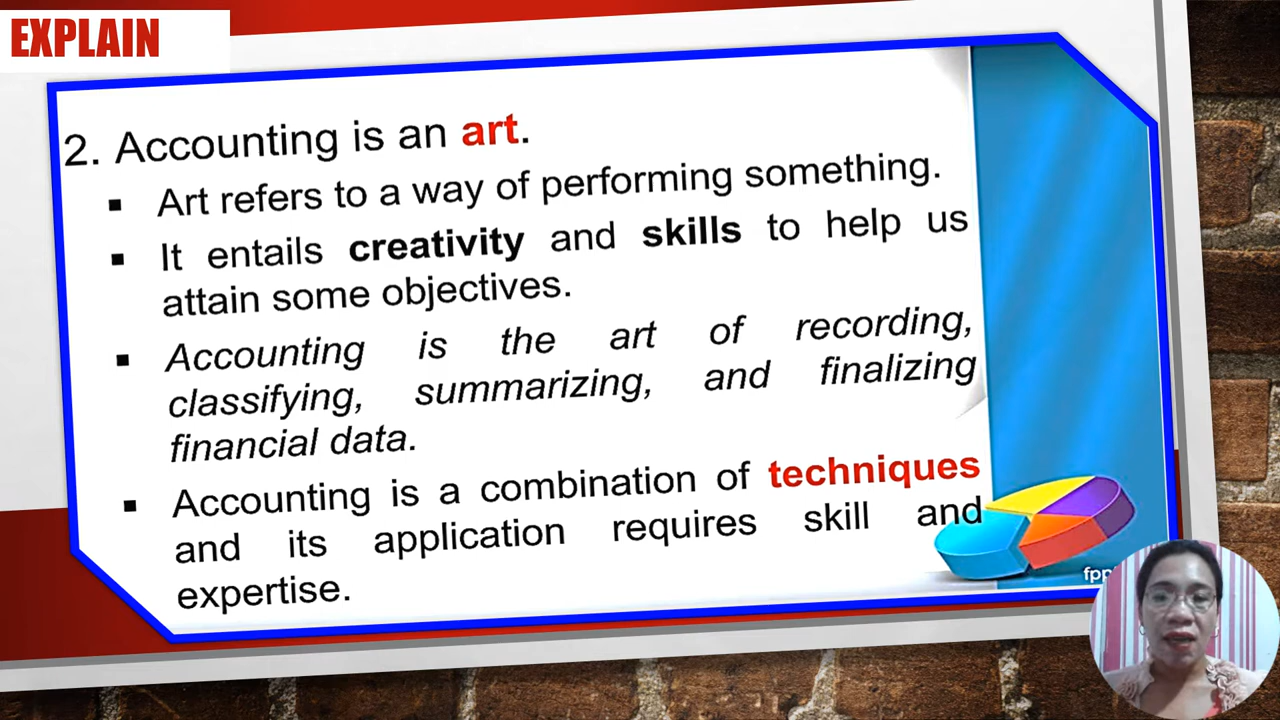 EXPLAIN
2. Accounting is an art.
▪ Art refers to a way of performing something.
▪ It entails creativity and skills to help us
attain some objectives.
▪ Accounting is the art of recording,
classifying, summarizing, and finalizing
financial data.
▪ Accounting is a combination of techniques
and its application requires skill and
expertise.